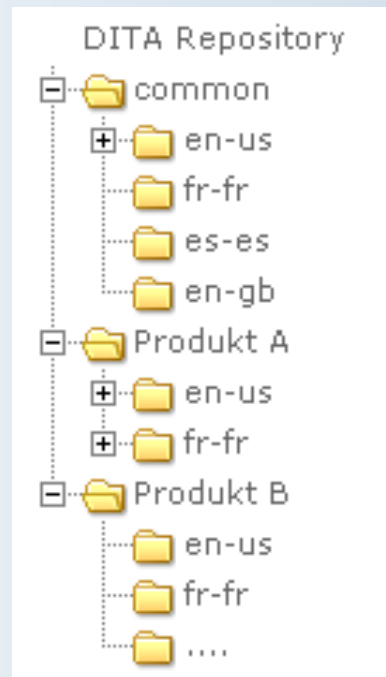 DITA Repository
common
en-us
fr-fr
es-es
en-gb
Produkt A
en-us
fr-fr
Produkt B
en-us
fr-fr
....